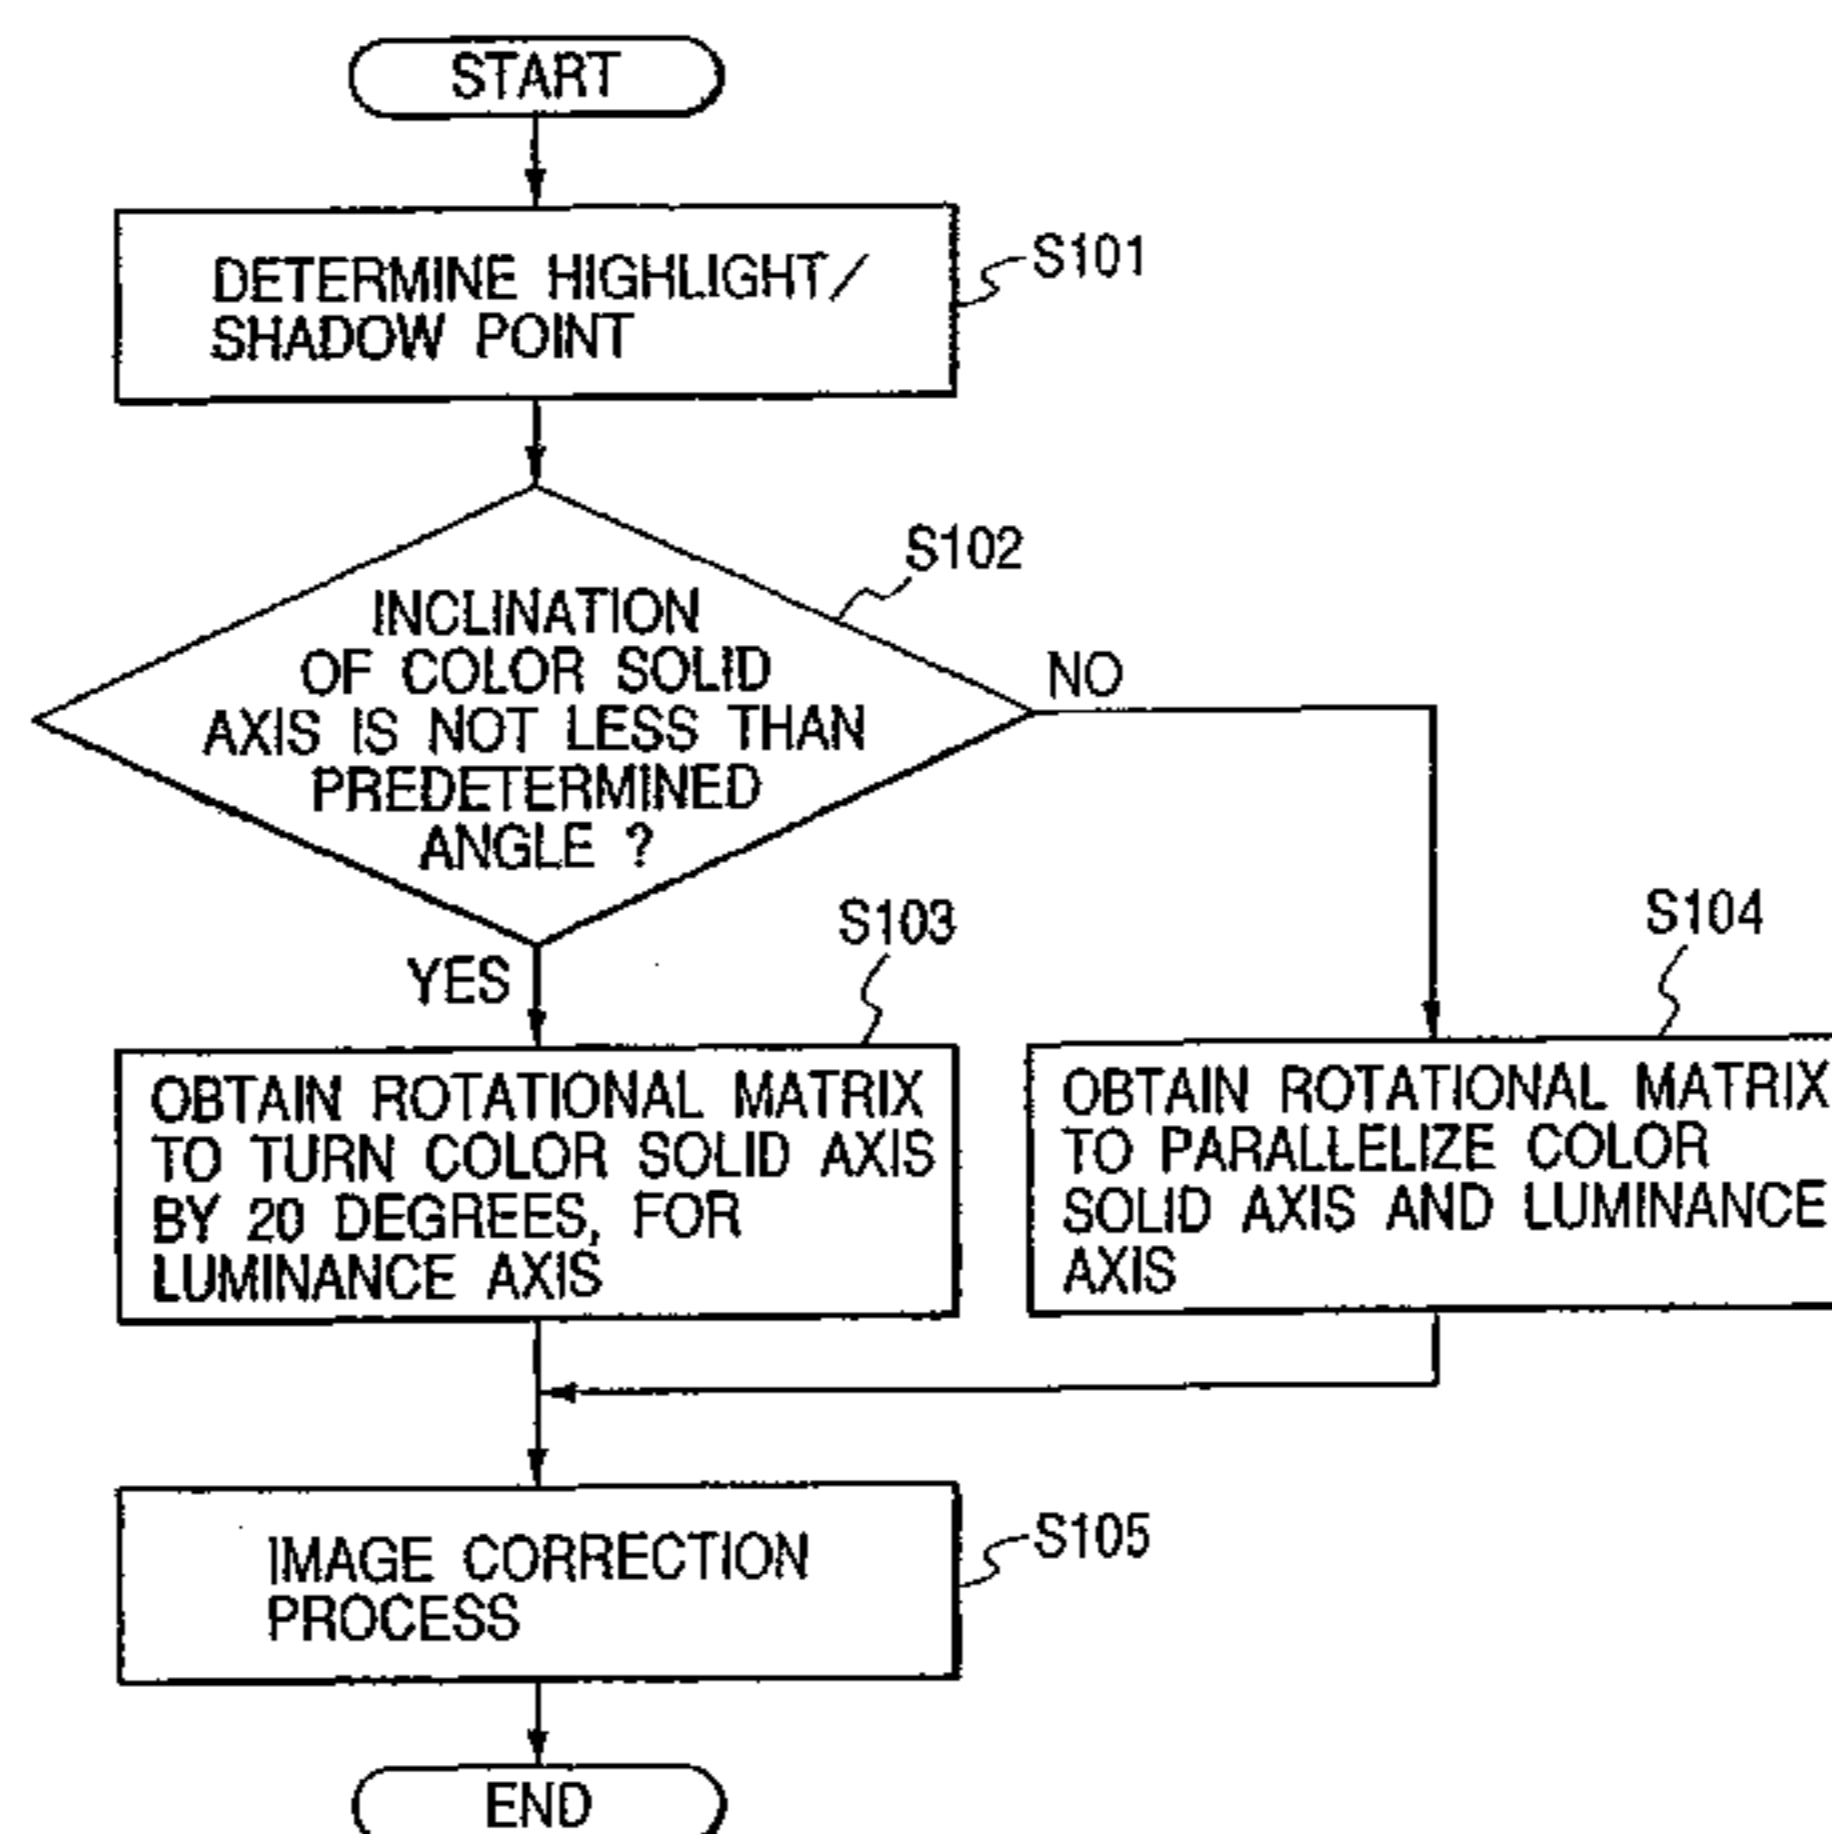 START
DETERMINE HIGHLIGHT/
SHADOW POINT
S101
S102
INCLINATION
OF COLOR SOLID
AXIS IS NOT LESS THAN
PREDETERMINED
ANGLE ?
NO
YES
S103
OBTAIN ROTATIONAL MATRIX
TO TURN COLOR SOLID AXIS
BY 20 DEGREES, FOR
LUMINANCE AXIS
S104
OBTAIN ROTATIONAL MATRIX
TO PARALLELIZE COLOR
SOLID AXIS AND LUMINANCE
AXIS
IMAGE CORRECTION
PROCESS
S105
END